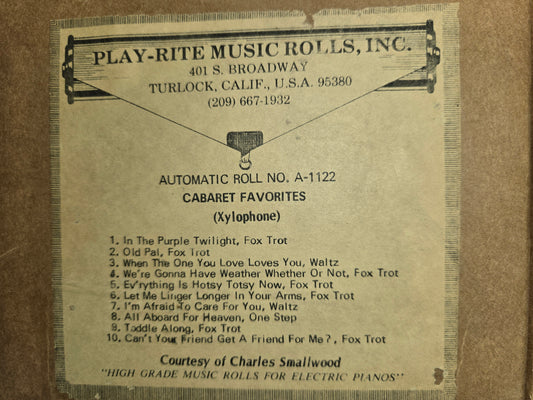 PLAY-RITE MUSIC ROLLS, INC.
401 S. BROADWAY
TURLOCK, CALIF., U.S.A. 95380
(209) 667-1932
AUTOMATIC ROLL NO. A-1122
CABARET FAVORITES
(Xylophone)
1. In The Purple Twilight, Fox Trot
2. Old Pal, Fox Trot
3. When The One You Love Loves You, Waltz
4. We're Gonna Have Weather Whether Or Not, Fox Trot
5. Ev'rything Is Hotsy Totsy Now, Fox Trot
6. Let Me Linger Longer In Your Arms, Fox Trot
7. I'm Afraid To Care For You, Waltz
8. All Aboard For Heaven, One Step
9. Toddle Along, Fox Trot
10. Can't Your Friend Get A Friend For Me?, Fox Trot
Courtesy of Charles Smallwood
"HIGH GRADE MUSIC ROLLS FOR ELECTRIC PIANOS"